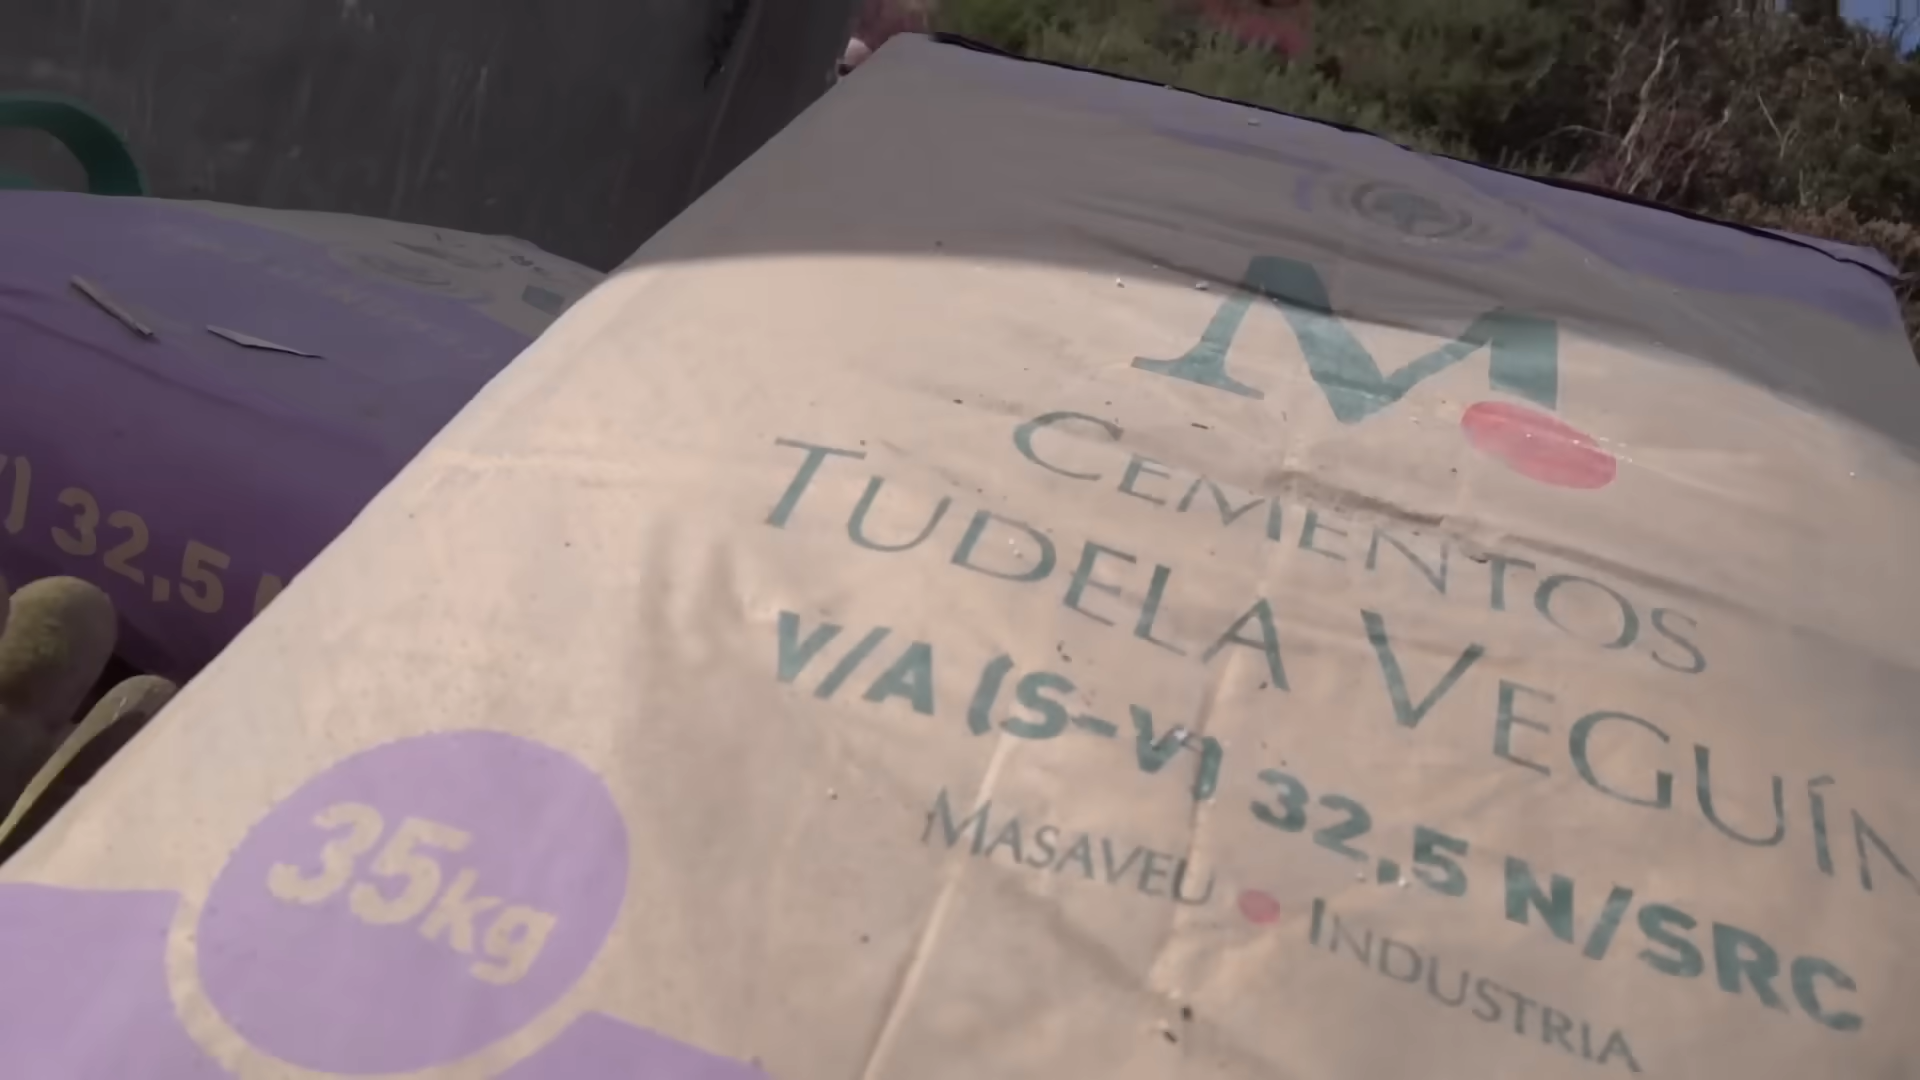 M
CEMENTOS
TUDELA VEGUÍN
V/A (S-V) 32,5 N/SRC
MASAVEU • INDUSTRIA
35kg
) 32,5